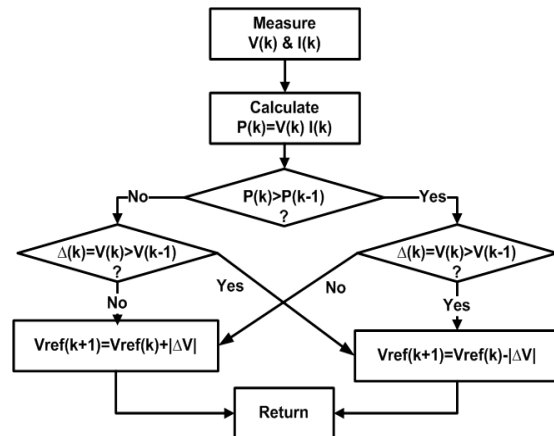 Measure
V(k) & I(k)
Calculate
P(k)=V(k) I(k)
No
P(k)>P(k-1)
?
Yes
Δ(k)=V(k)>V(k-1)
?
Δ(k)=V(k)>V(k-1)
?
No
Yes
No
Yes
Vref(k+1)=Vref(k)+|ΔV|
Vref(k+1)=Vref(k)-|ΔV|
Return